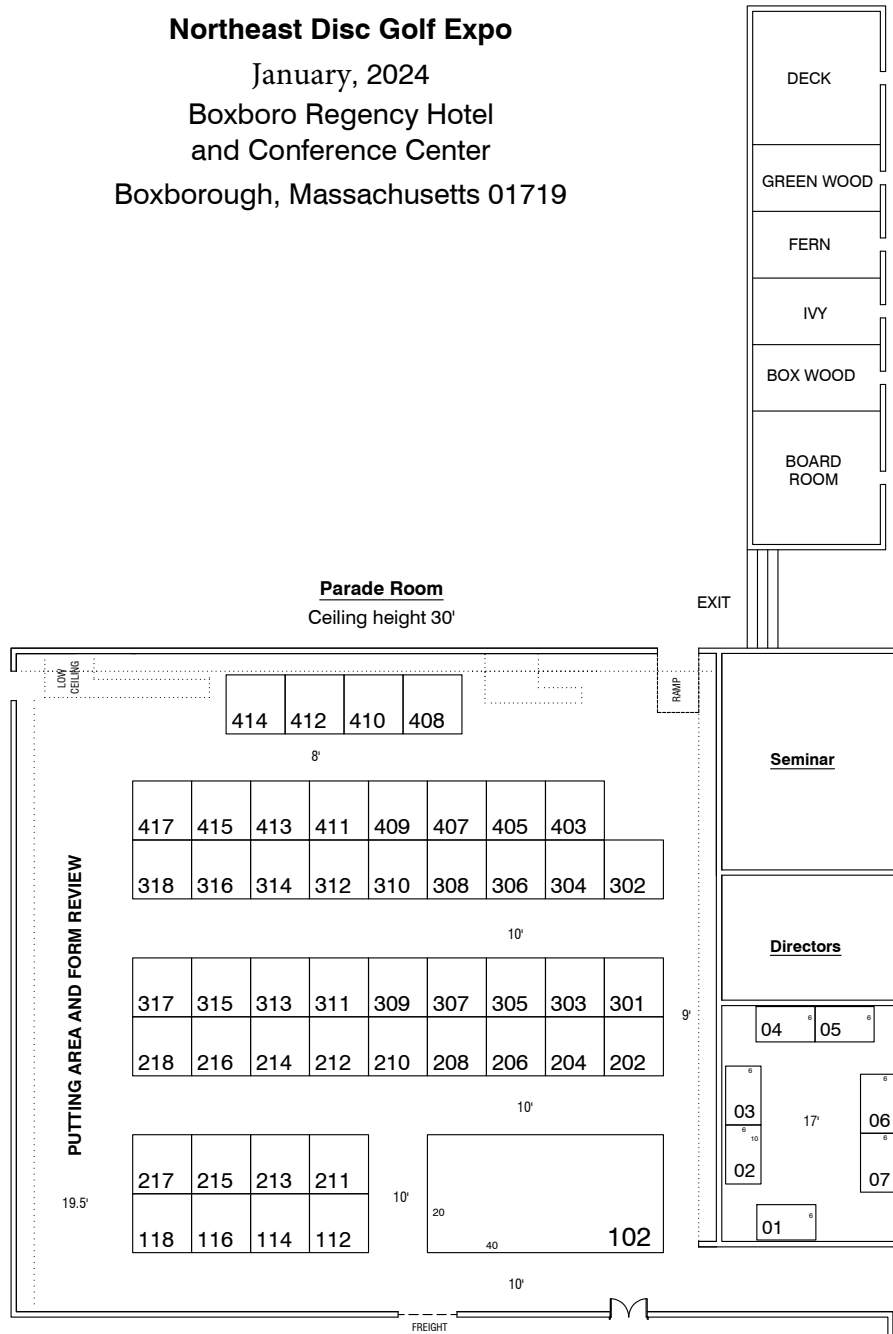 Northeast Disc Golf Expo
January, 2024
Boxboro Regency Hotel
and Conference Center
Boxborough, Massachusetts 01719
DECK
GREEN WOOD
FERN
IVY
BOX WOOD
BOARD
ROOM
Parade Room
Ceiling height 30'
EXIT
LOW
CEILING
RAMP
414 412 410 408
8'
Seminar
417 415 413 411 409 407 405 403
318 316 314 312 310 308 306 304 302
PUTTING AREA AND FORM REVIEW
10'
Directors
317 315 313 311 309 307 305 303 301
9'
218 216 214 212 210 208 206 204 202
10'
6 6
04 05
6 6
03 06
17'
6 10 6
02 07
6
01
217 215 213 211
19.5'
10'
20
118 116 114 112
40
102
10'
FREIGHT